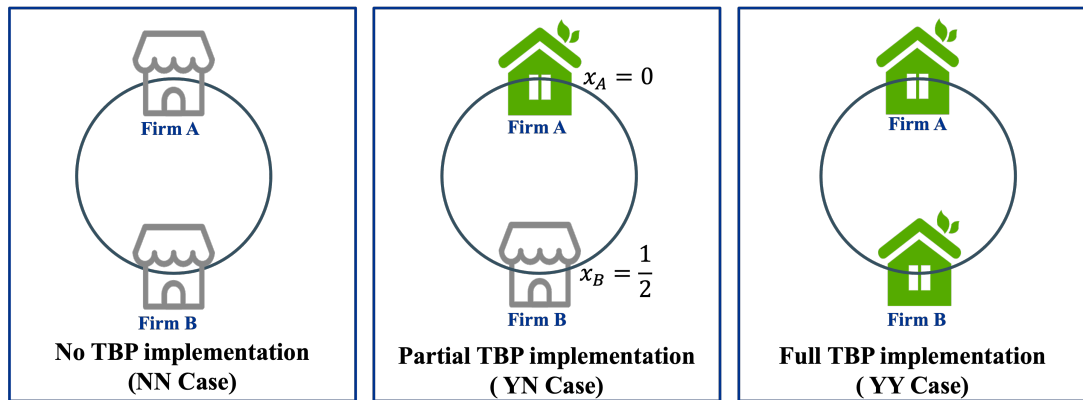 Firm A
Firm B
No TBP implementation
(NN Case)
x_A = 0
Firm A
x_B = 1/2
Firm B
Partial TBP implementation
( YN Case)
Firm A
Firm B
Full TBP implementation
( YY Case)